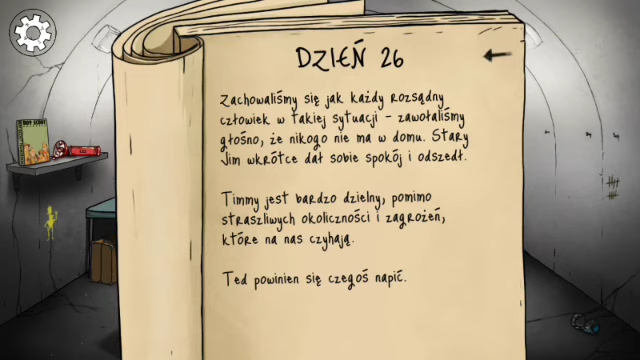 DZIEŃ 26
Zachowaliśmy się jak każdy rozsądny
człowiek w takiej sytuacji - zawołaliśmy
głośno, że nikogo nie ma w domu. Stary
Jim wkrótce dał sobie spokój i odszedł.
Timmy jest bardzo dzielny, pomimo
straszliwych okoliczności i zagrożeń,
które na nas czyhają.
Ted powinien się czegoś napić.